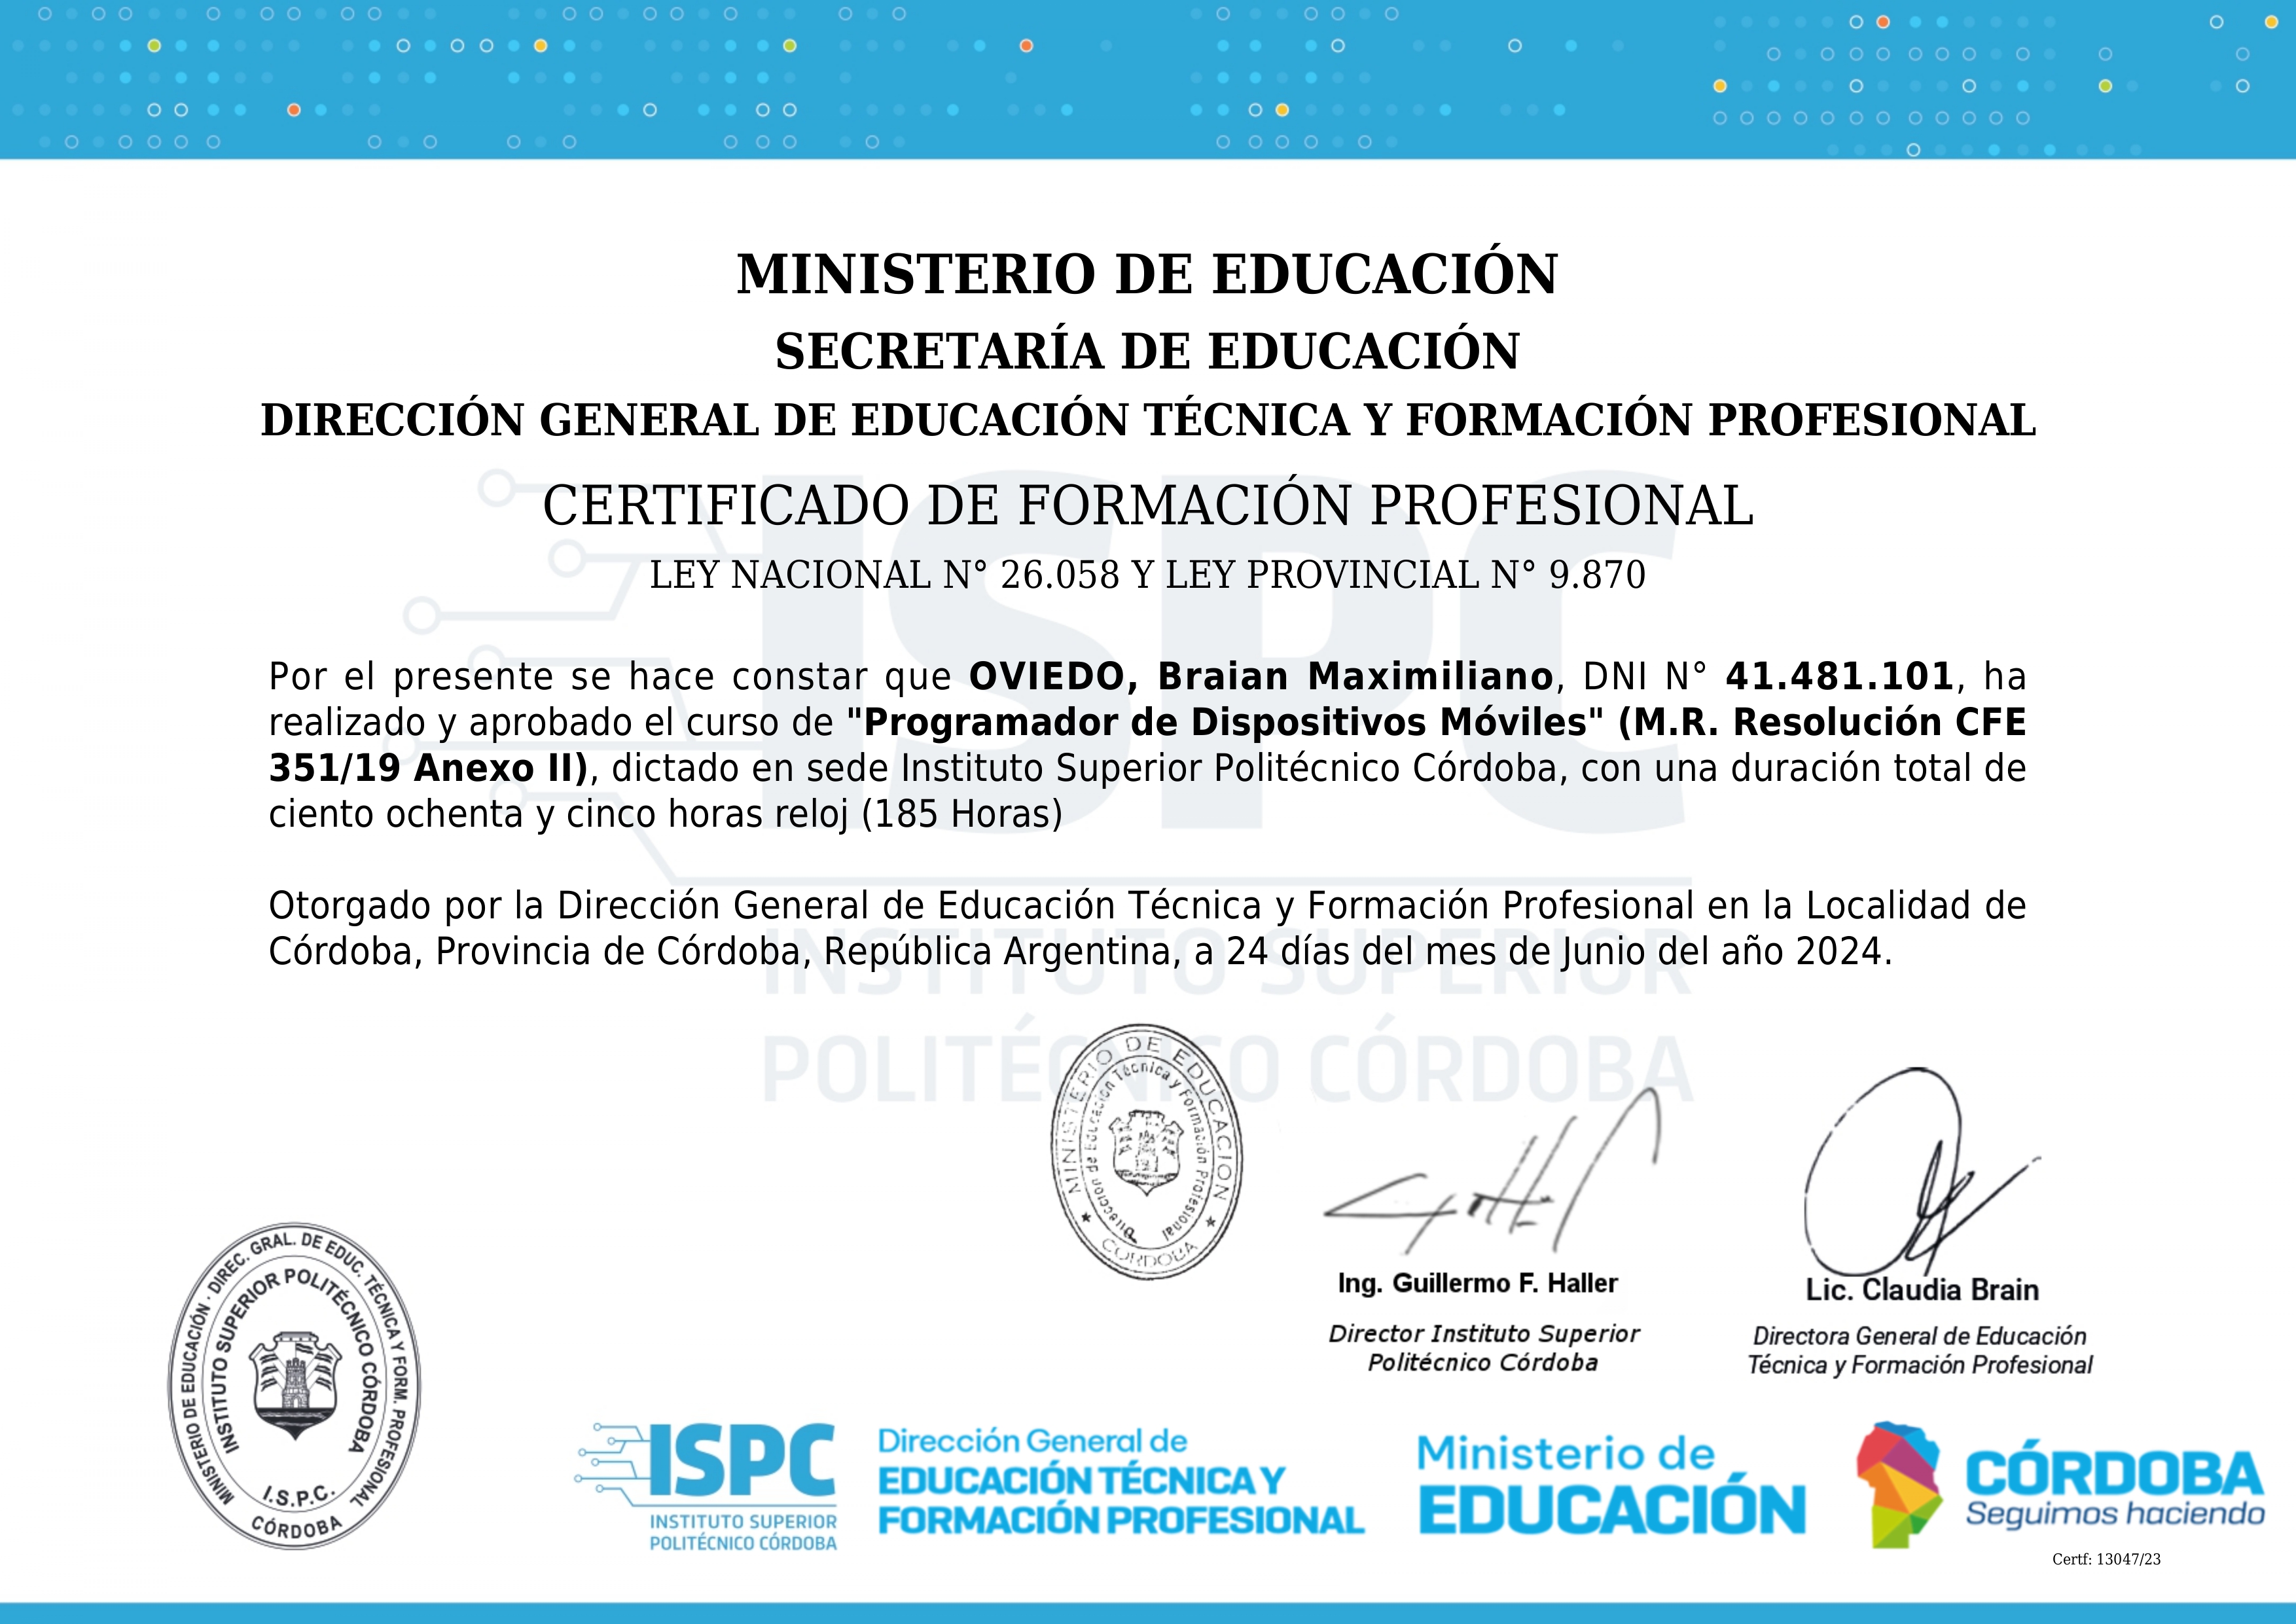 MINISTERIO DE EDUCACIÓN
SECRETARÍA DE EDUCACIÓN
DIRECCIÓN GENERAL DE EDUCACIÓN TÉCNICA Y FORMACIÓN PROFESIONAL
CERTIFICADO DE FORMACIÓN PROFESIONAL
LEY NACIONAL N° 26.058 Y LEY PROVINCIAL N° 9.870
Por el presente se hace constar que OVIEDO, Braian Maximiliano, DNI N° 41.481.101, ha
realizado y aprobado el curso de "Programador de Dispositivos Móviles" (M.R. Resolución CFE
351/19 Anexo II), dictado en sede Instituto Superior Politécnico Córdoba, con una duración total de
ciento ochenta y cinco horas reloj (185 Horas)
Otorgado por la Dirección General de Educación Técnica y Formación Profesional en la Localidad de
Córdoba, Provincia de Córdoba, República Argentina, a 24 días del mes de Junio del año 2024.
ISPC
INSTITUTO SUPERIOR
POLITÉCNICO CÓRDOBA
MINISTERIO DE EDUCACION
Dirección de Educación Técnica y Formación Profesional
CORDOBA
Ing. Guillermo F. Haller
Director Instituto Superior
Politécnico Córdoba
Lic. Claudia Brain
Directora General de Educación
Técnica y Formación Profesional
MINISTERIO DE EDUCACIÓN · DIREC. GRAL. DE EDUC. TÉCNICA Y FORM. PROFESIONAL
INSTITUTO SUPERIOR POLITÉCNICO CÓRDOBA
I.S.P.C.
CÓRDOBA
ISPC
INSTITUTO SUPERIOR
POLITÉCNICO CÓRDOBA
Dirección General de
EDUCACIÓN TÉCNICA Y
FORMACIÓN PROFESIONAL
Ministerio de
EDUCACIÓN
CÓRDOBA
Seguimos haciendo
Certf: 13047/23